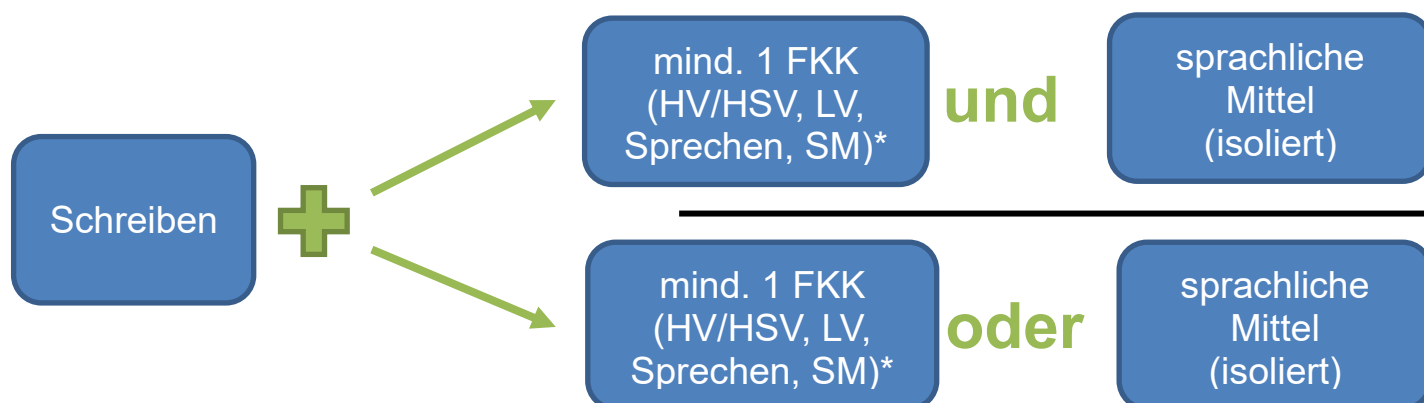 Schreiben
mind. 1 FKK
(HV/HSV, LV,
Sprechen, SM)*
und
sprachliche
Mittel
(isoliert)
mind. 1 FKK
(HV/HSV, LV,
Sprechen, SM)*
oder
sprachliche
Mittel
(isoliert)